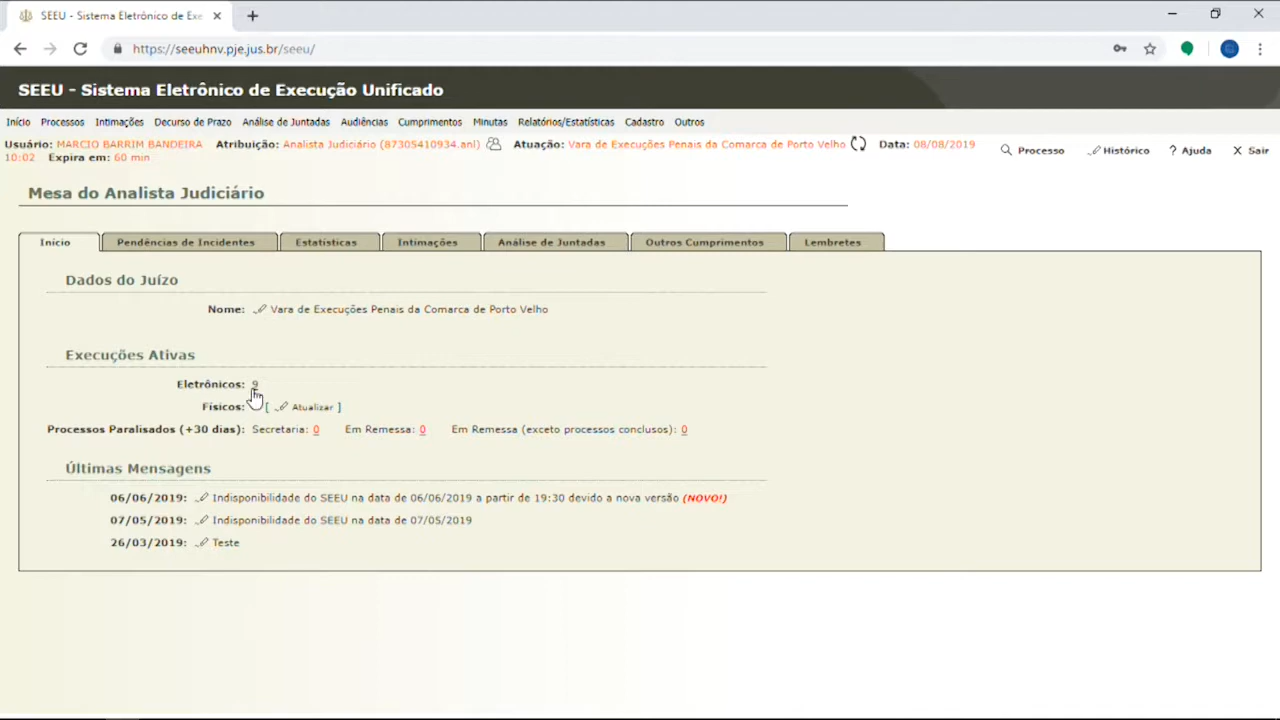 SEEU - Sistema Eletrônico de Exe
https://seeuhnv.pje.jus.br/seeu/
SEEU - Sistema Eletrônico de Execução Unificado
Início Processos Intimações Decurso de Prazo Análise de Juntadas Audiências Cumprimentos Minutas Relatórios/Estatísticas Cadastro Outros
Usuário: MARCIO BARRIM BANDEIRA Atribuição: Analista Judiciário (87305410934.anl) Atuação: Vara de Execuções Penais da Comarca de Porto Velho Data: 08/08/2019
10:02 Expira em: 60 min
Processo Histórico ? Ajuda X Sair
Mesa do Analista Judiciário
Início Pendências de Incidentes Estatísticas Intimações Análise de Juntadas Outros Cumprimentos Lembretes
Dados do Juízo
Nome: Vara de Execuções Penais da Comarca de Porto Velho
Execuções Ativas
Eletrônicos: 9
Físicos: [ Atualizar ]
Processos Paralisados (+30 dias): Secretaria: 0 Em Remessa: 0 Em Remessa (exceto processos conclusos): 0
Últimas Mensagens
06/06/2019: Indisponibilidade do SEEU na data de 06/06/2019 a partir de 19:30 devido a nova versão (NOVO!)
07/05/2019: Indisponibilidade do SEEU na data de 07/05/2019
26/03/2019: Teste